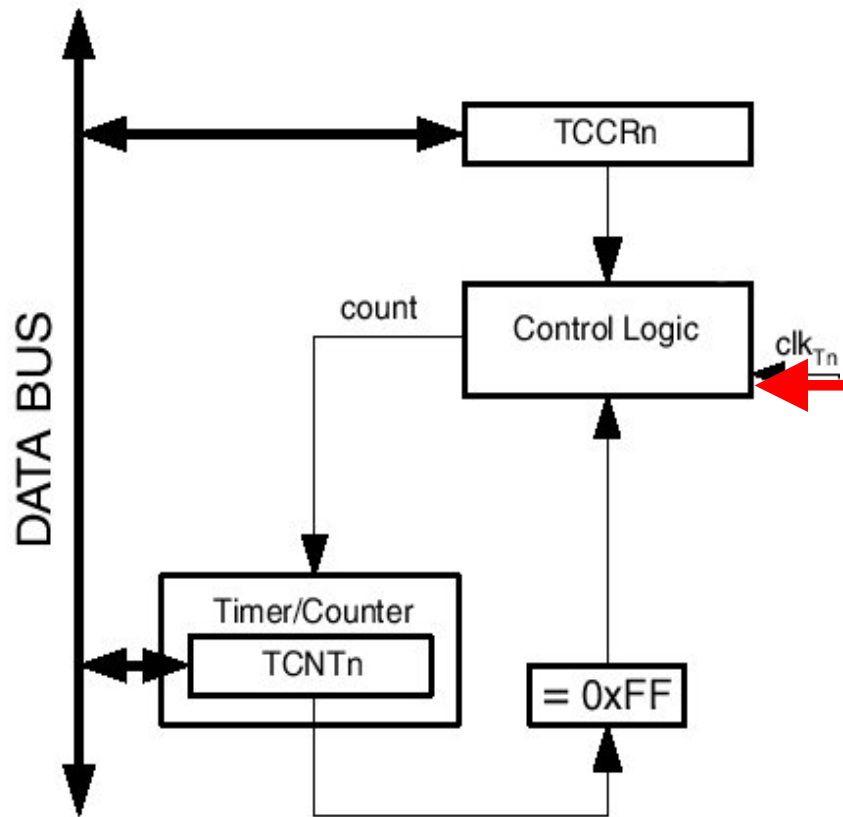 TCCRn
count
Control Logic
clkTn
DATA BUS
Timer/Counter
TCNTn
= 0xFF